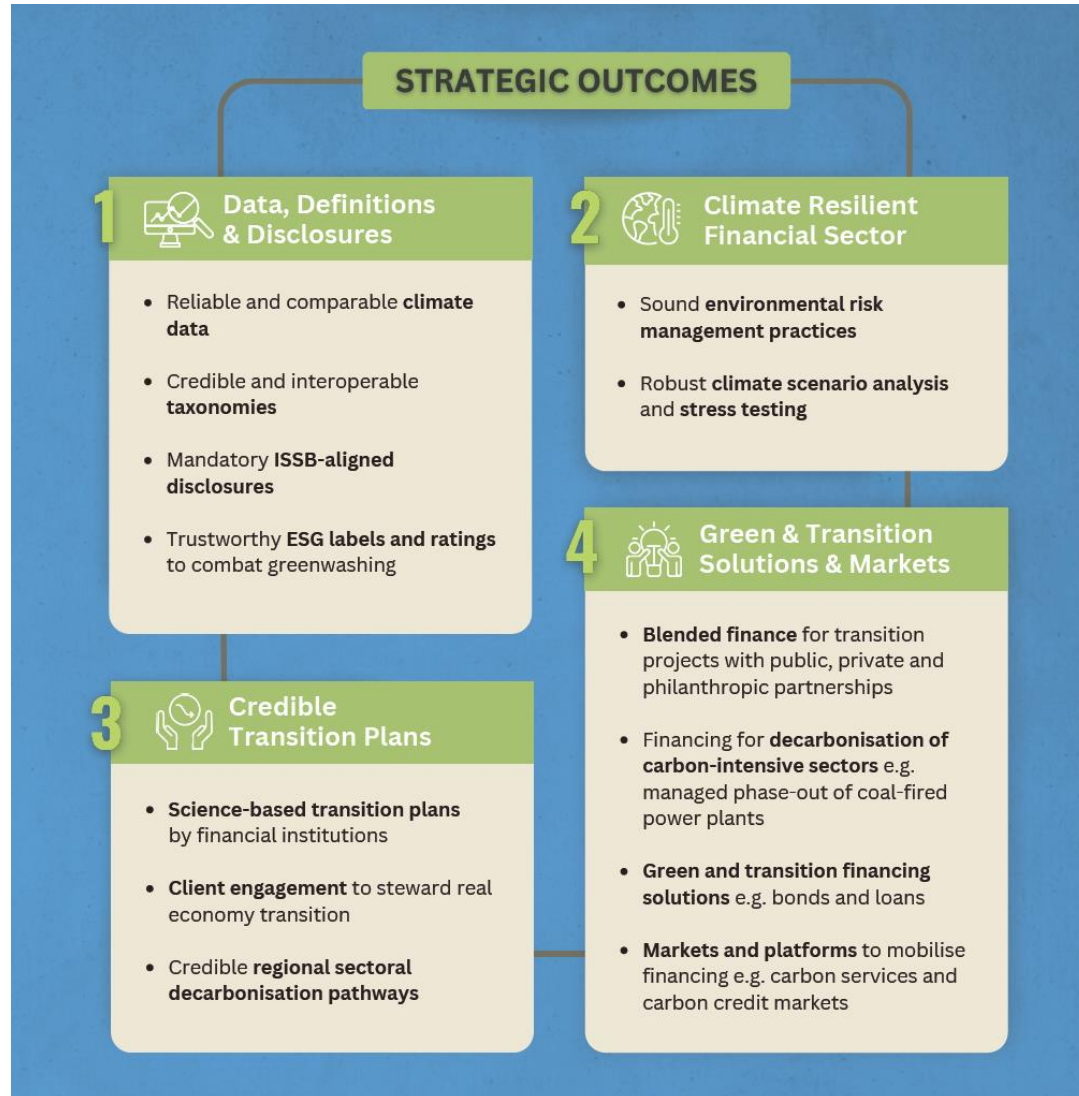 STRATEGIC OUTCOMES
1
Data, Definitions
& Disclosures
• Reliable and comparable climate
data
• Credible and interoperable
taxonomies
• Mandatory ISSB-aligned
disclosures
• Trustworthy ESG labels and ratings
to combat greenwashing
2
Climate Resilient
Financial Sector
• Sound environmental risk
management practices
• Robust climate scenario analysis
and stress testing
3
Credible
Transition Plans
• Science-based transition plans
by financial institutions
• Client engagement to steward real
economy transition
• Credible regional sectoral
decarbonisation pathways
4
Green & Transition
Solutions & Markets
• Blended finance for transition
projects with public, private and
philanthropic partnerships
• Financing for decarbonisation of
carbon-intensive sectors e.g.
managed phase-out of coal-fired
power plants
• Green and transition financing
solutions e.g. bonds and loans
• Markets and platforms to mobilise
financing e.g. carbon services and
carbon credit markets